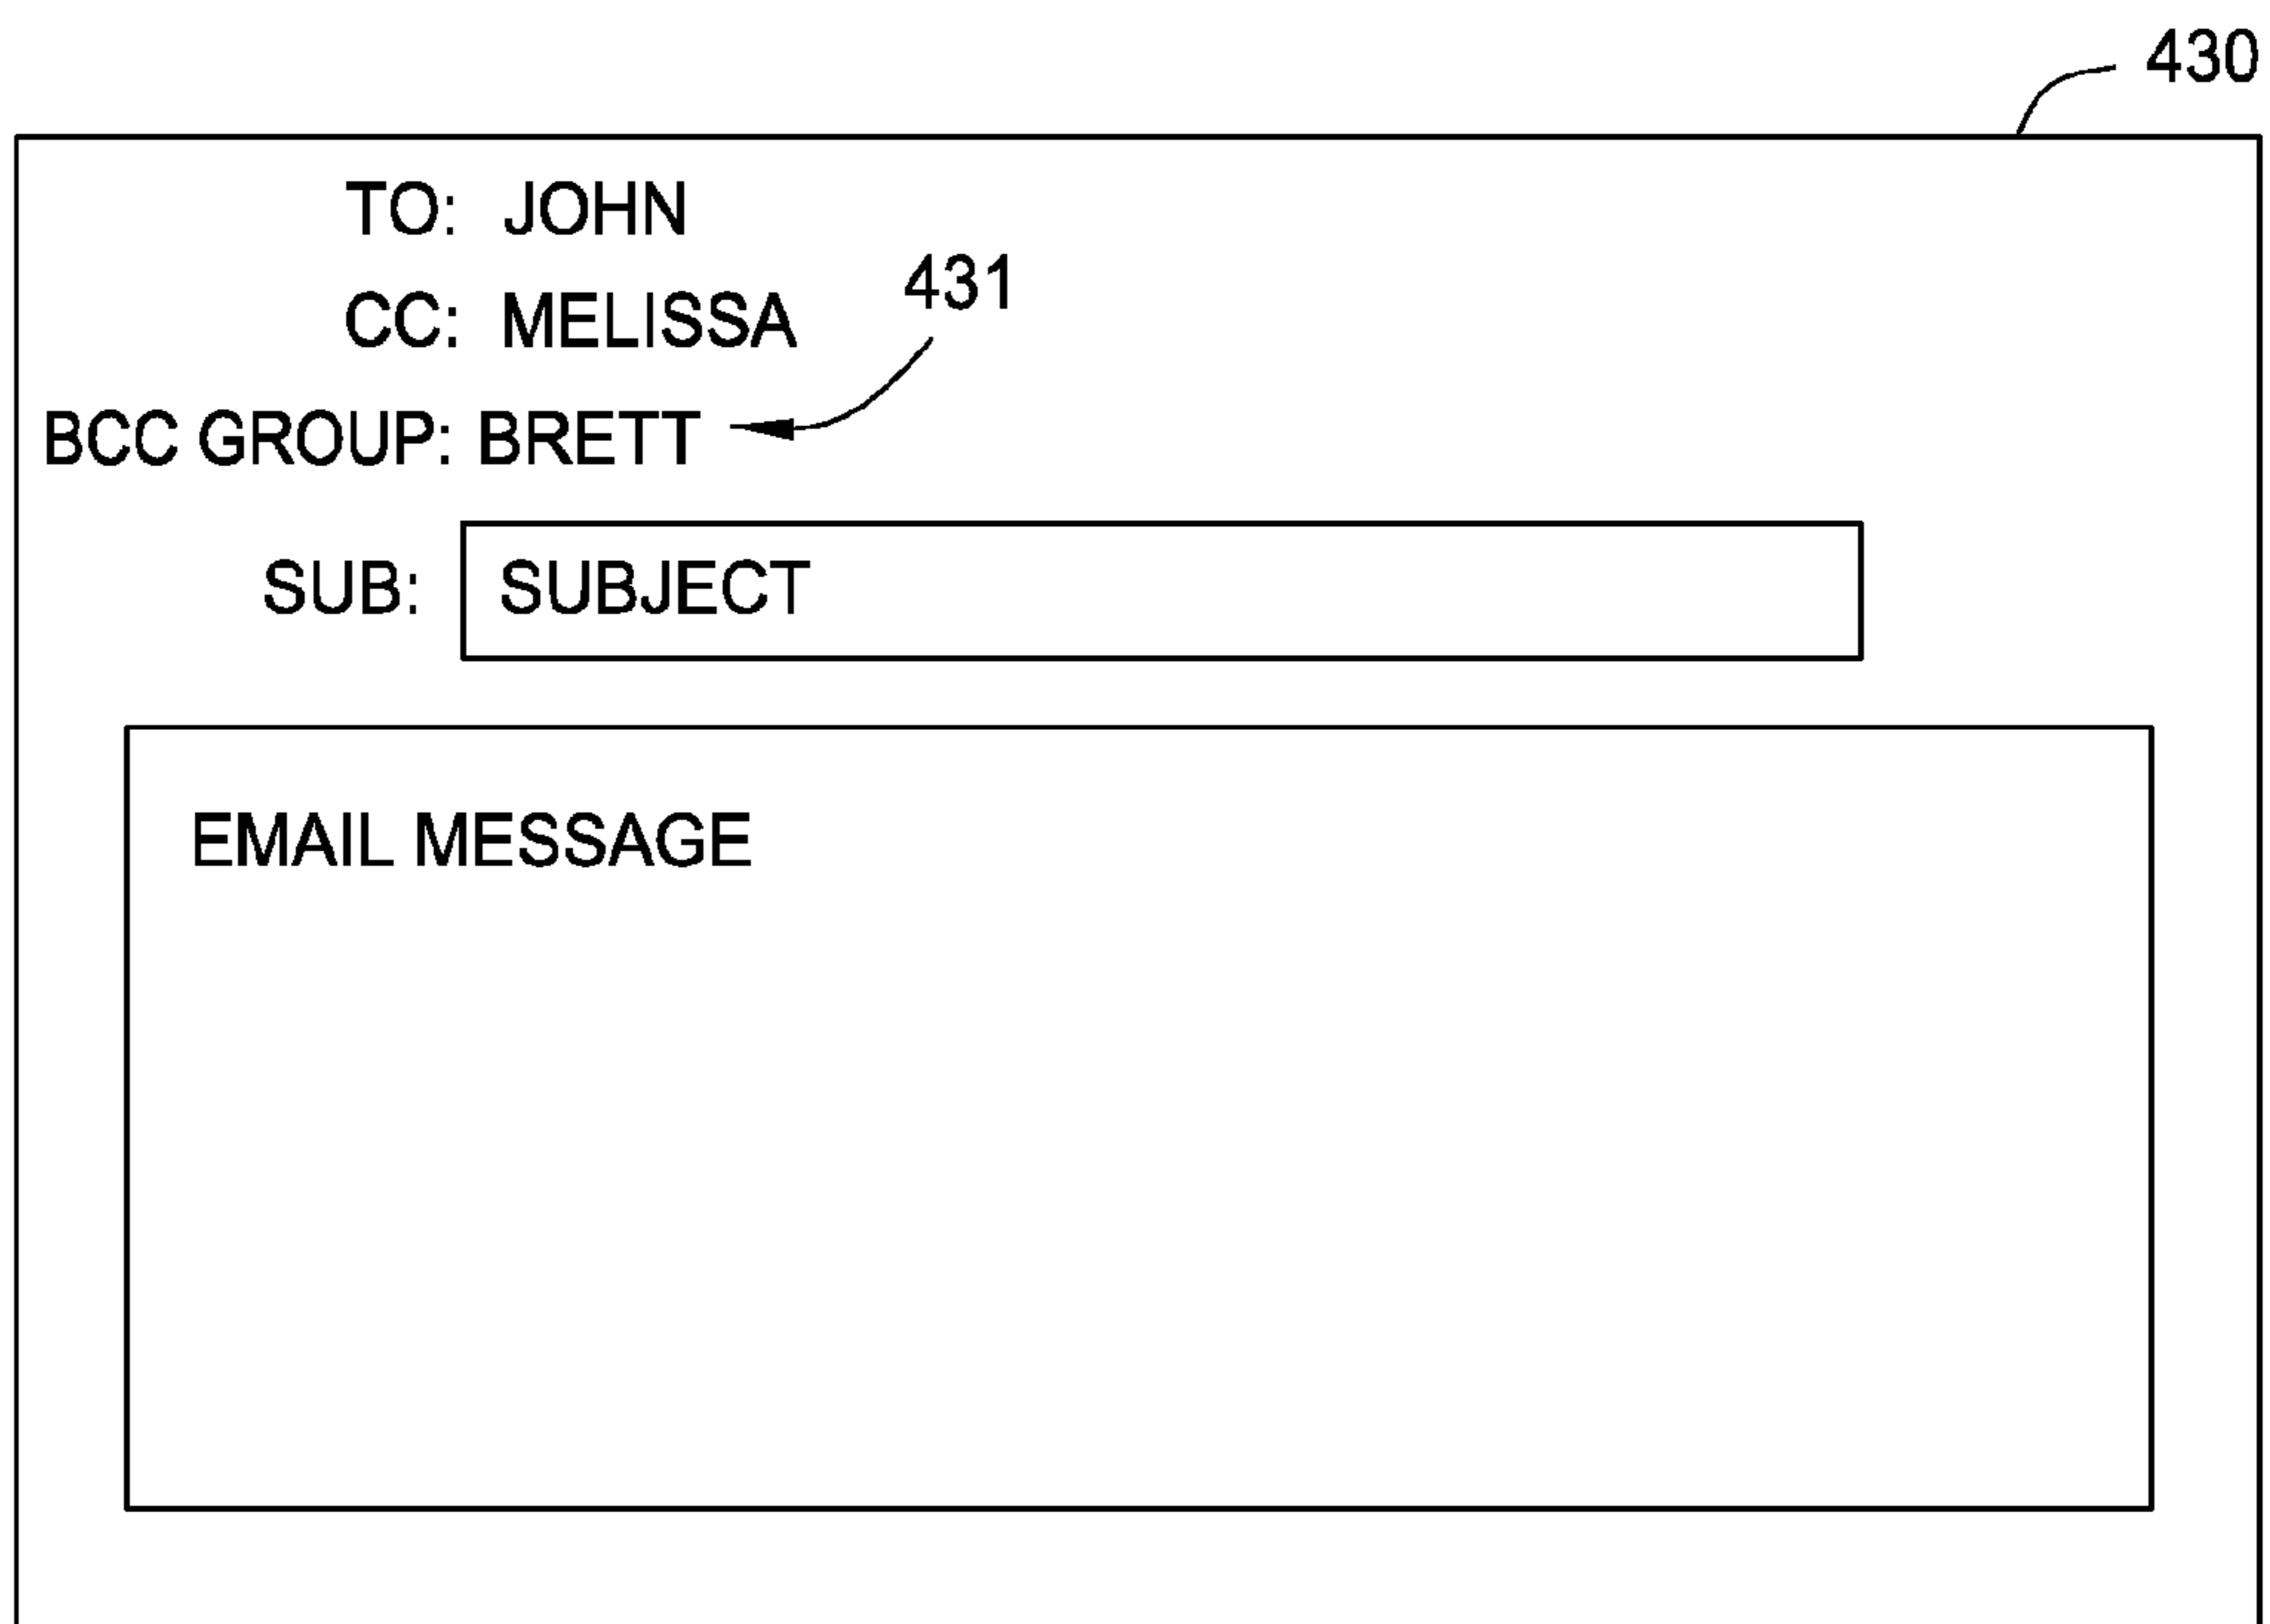 430
TO: JOHN
431
CC: MELISSA
BCC GROUP: BRETT
SUB: SUBJECT
EMAIL MESSAGE